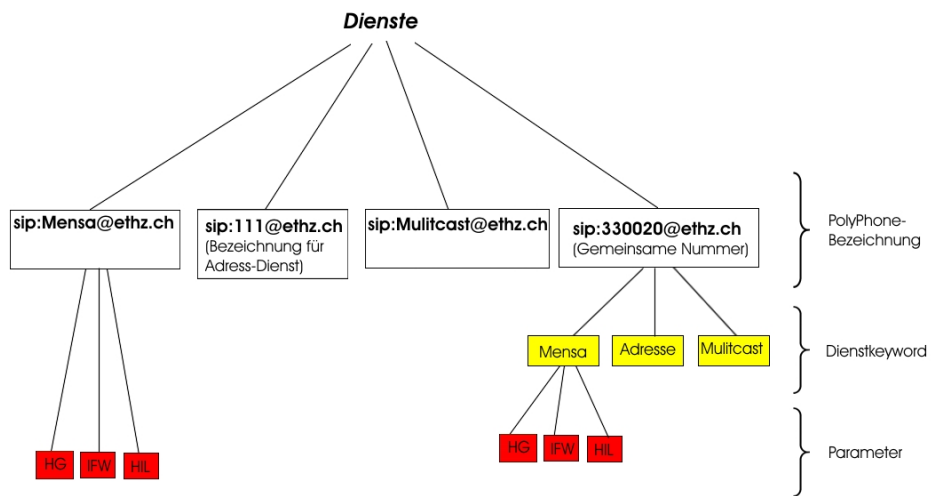 Dienste
sip:Mensa@ethz.ch
sip:111@ethz.ch
(Bezeichnung für
Adress-Dienst)
sip:Mulitcast@ethz.ch
sip:330020@ethz.ch
(Gemeinsame Nummer)
PolyPhone-
Bezeichnung
Mensa
Adresse
Mulitcast
Dienstkeyword
HG
IFW
HIL
HG
IFW
HIL
Parameter